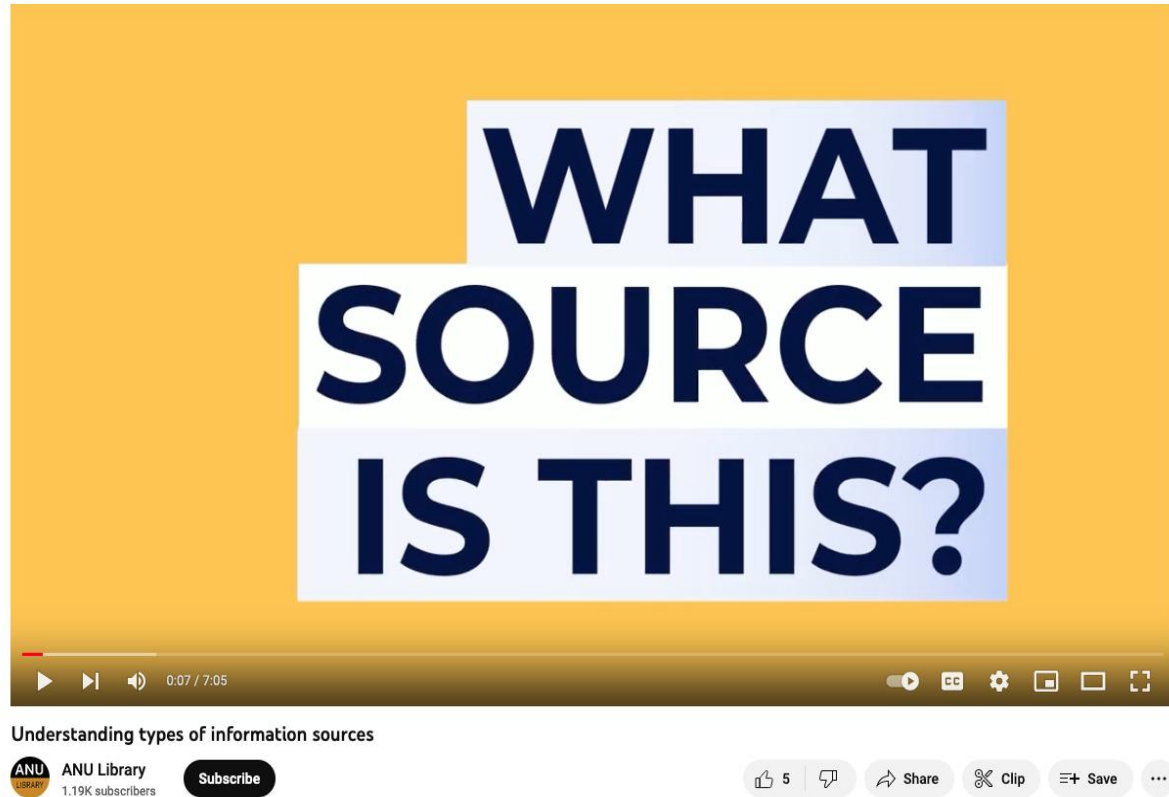 WHAT
SOURCE
IS THIS?
0:07 / 7:05
CC
Understanding types of information sources
ANU
LIBRARY
ANU Library
1.19K subscribers
Subscribe
5
Share
Clip
Save